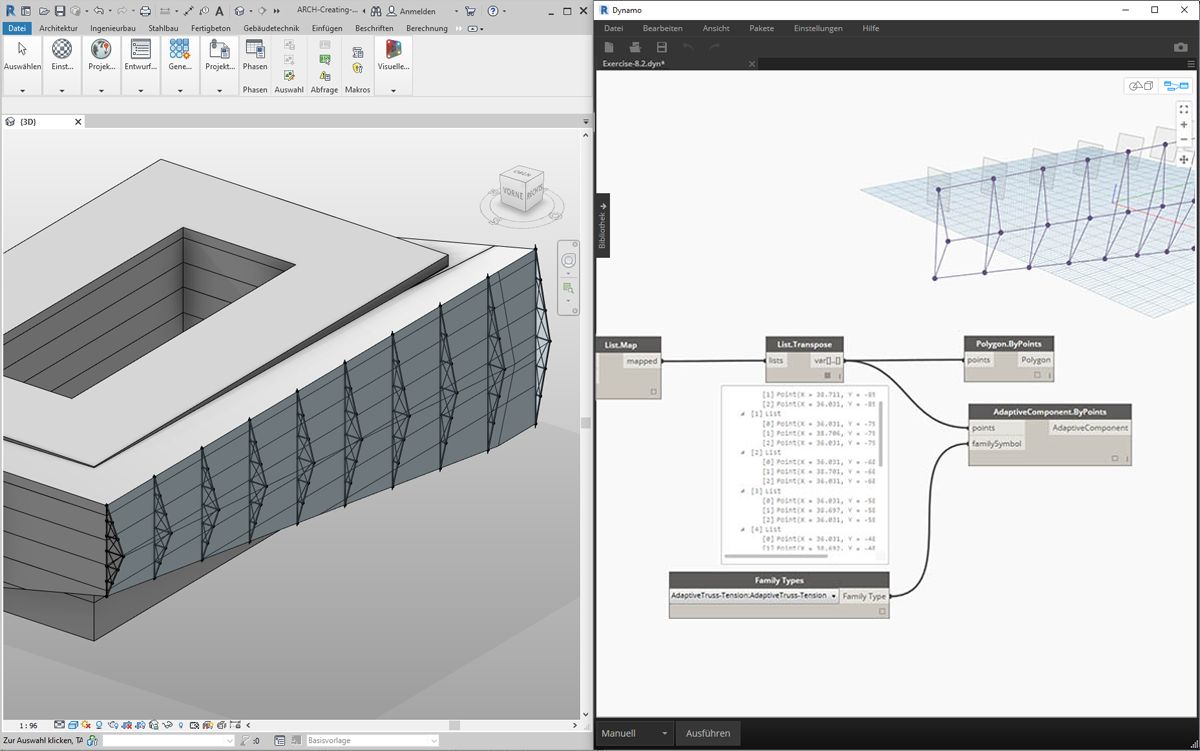 ARCH-Creating-...
Anmelden
Datei Architektur Ingenieurbau Stahlbau Fertigbeton Gebäudetechnik Einfügen Beschriften Berechnung
Auswählen Einst... Projek... Entwurf... Gene... Projekt... Phasen Visuelle...
Phasen Auswahl Abfrage Makros
{3D}
VORNE RECHTS
1 : 96
Zur Auswahl klicken, TA
:0
Basisvorlage
Dynamo
Datei Bearbeiten Ansicht Pakete Einstellungen Hilfe
Exercise-8.2.dyn*
Bibliothek
List.Map
mapped
List.Transpose
lists var[]..[]
Polygon.ByPoints
points Polygon
AdaptiveComponent.ByPoints
points AdaptiveComponent
familySymbol
[1] Point(X = 38.711, Y = -85
[2] Point(X = 36.031, Y = -85
[1] List
[0] Point(X = 36.031, Y = -75
[1] Point(X = 38.706, Y = -75
[2] Point(X = 36.031, Y = -75
[2] List
[0] Point(X = 36.031, Y = -68
[1] Point(X = 38.701, Y = -68
[2] Point(X = 36.031, Y = -68
[3] List
[0] Point(X = 36.031, Y = -58
[1] Point(X = 38.697, Y = -58
[2] Point(X = 36.031, Y = -58
[4] List
[0] Point(X = 36.031, Y = -48
[1] Point(X = 38.692, Y = -48
Family Types
AdaptiveTruss-Tension:AdaptiveTruss-Tension Family Type
Manuell Ausführen